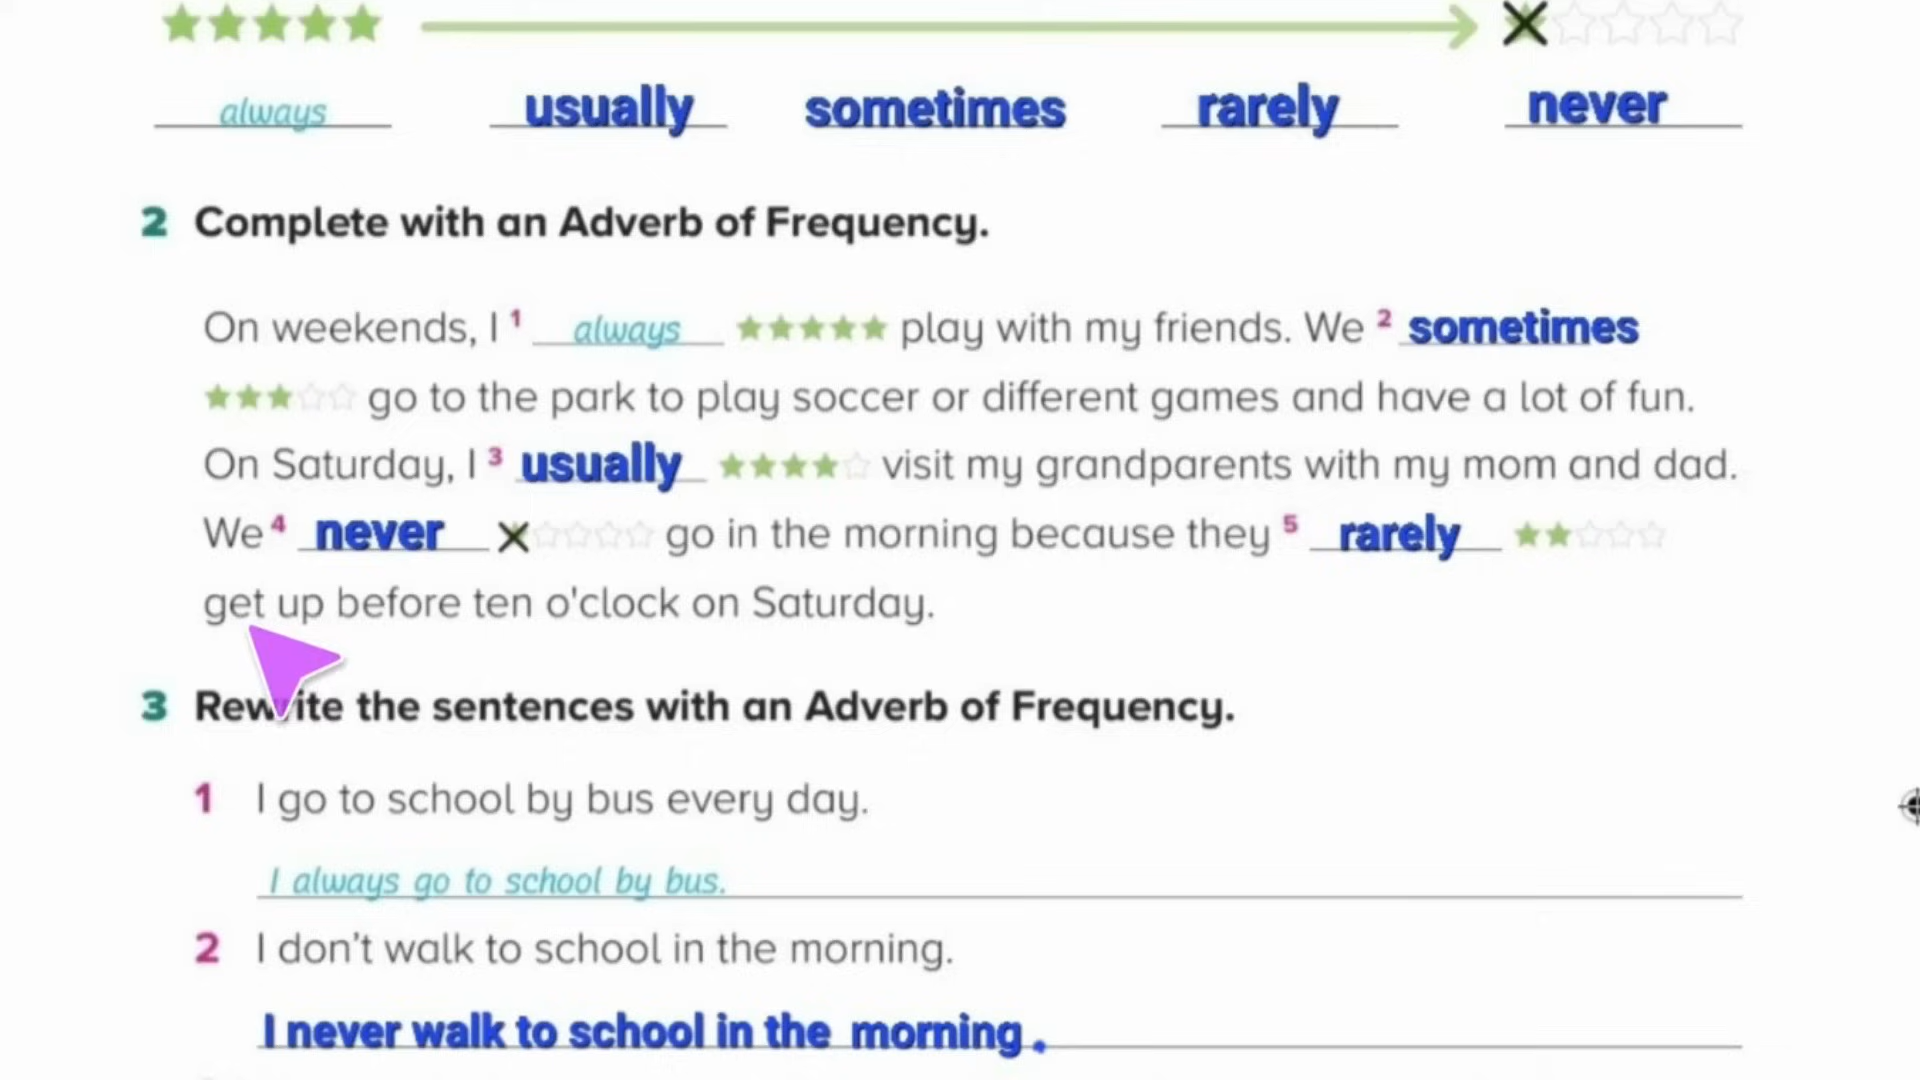 always usually sometimes rarely never
2 Complete with an Adverb of Frequency.
On weekends, I 1 always play with my friends. We 2 sometimes
go to the park to play soccer or different games and have a lot of fun.
On Saturday, I 3 usually visit my grandparents with my mom and dad.
We 4 never go in the morning because they 5 rarely
get up before ten o'clock on Saturday.
3 Rewrite the sentences with an Adverb of Frequency.
1 I go to school by bus every day.
I always go to school by bus.
2 I don't walk to school in the morning.
I never walk to school in the morning.